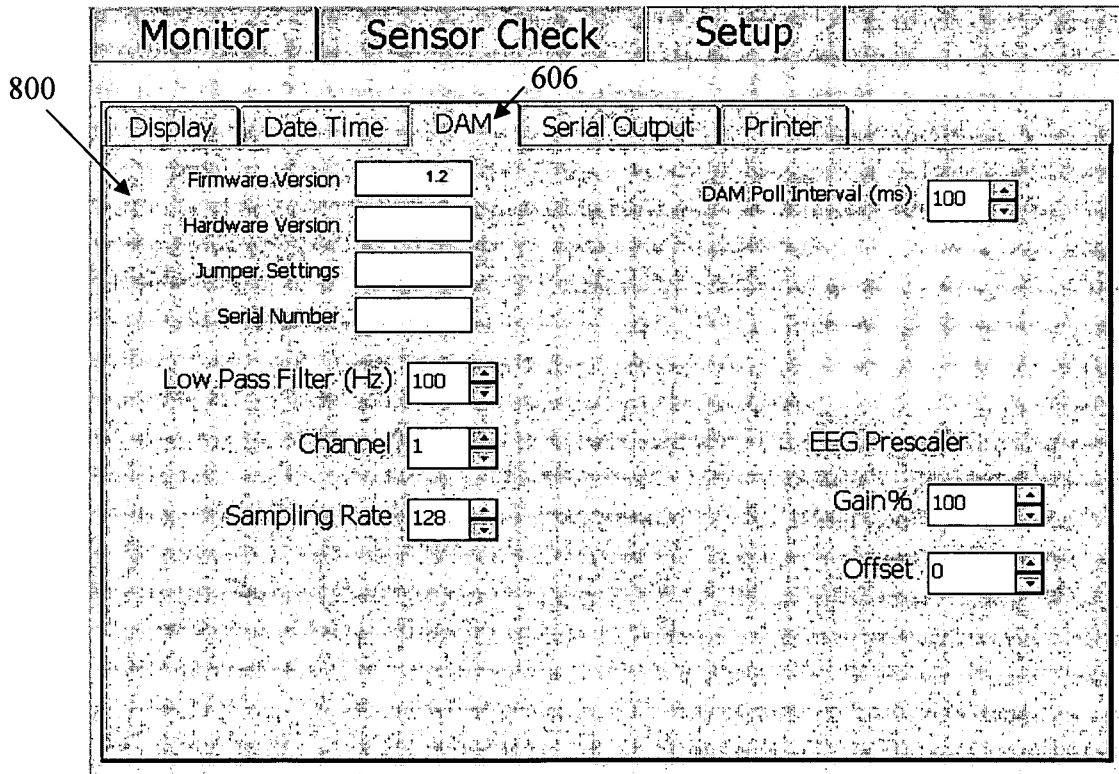 Monitor Sensor Check Setup
800
606
Display Date Time DAM Serial Output Printer
Firmware Version 1.2
DAM Poll Interval (ms) 100
Hardware Version
Jumper Settings
Serial Number
Low Pass Filter (Hz) 100
Channel 1
EEG Prescaler
Sampling Rate 128
Gain% 100
Offset 0